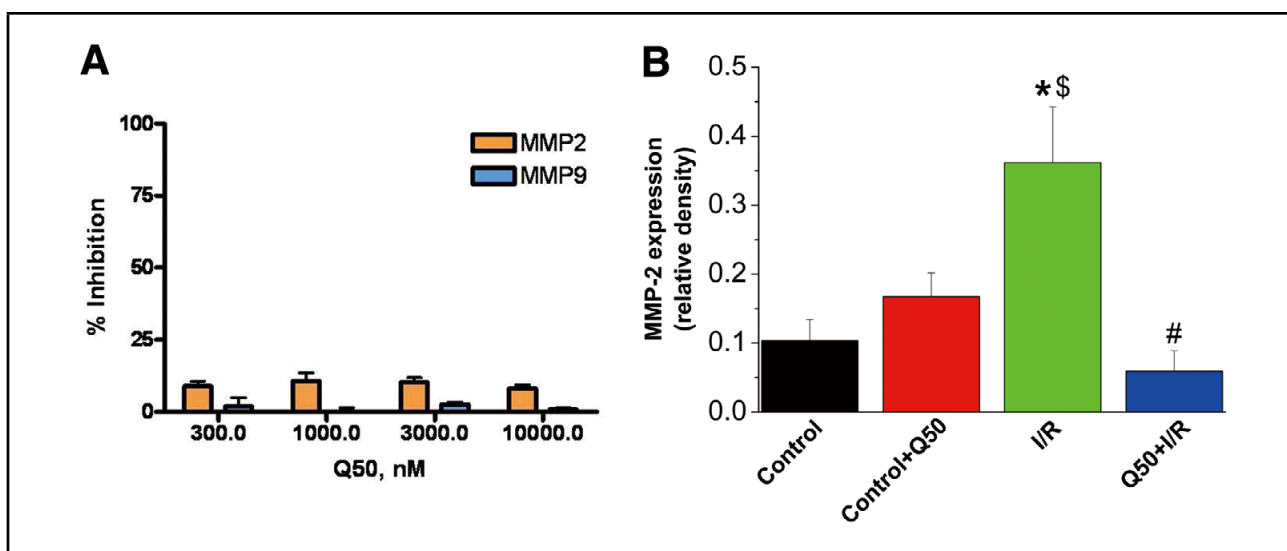 A
100
75
50
25
0
% Inhibition
MMP2
MMP9
300.0 1000.0 3000.0 10000.0
Q50, nM
B
0.5
0.4
0.3
0.2
0.1
0.0
MMP-2 expression
(relative density)
*$
#
Control
Control+Q50
I/R
Q50+I/R